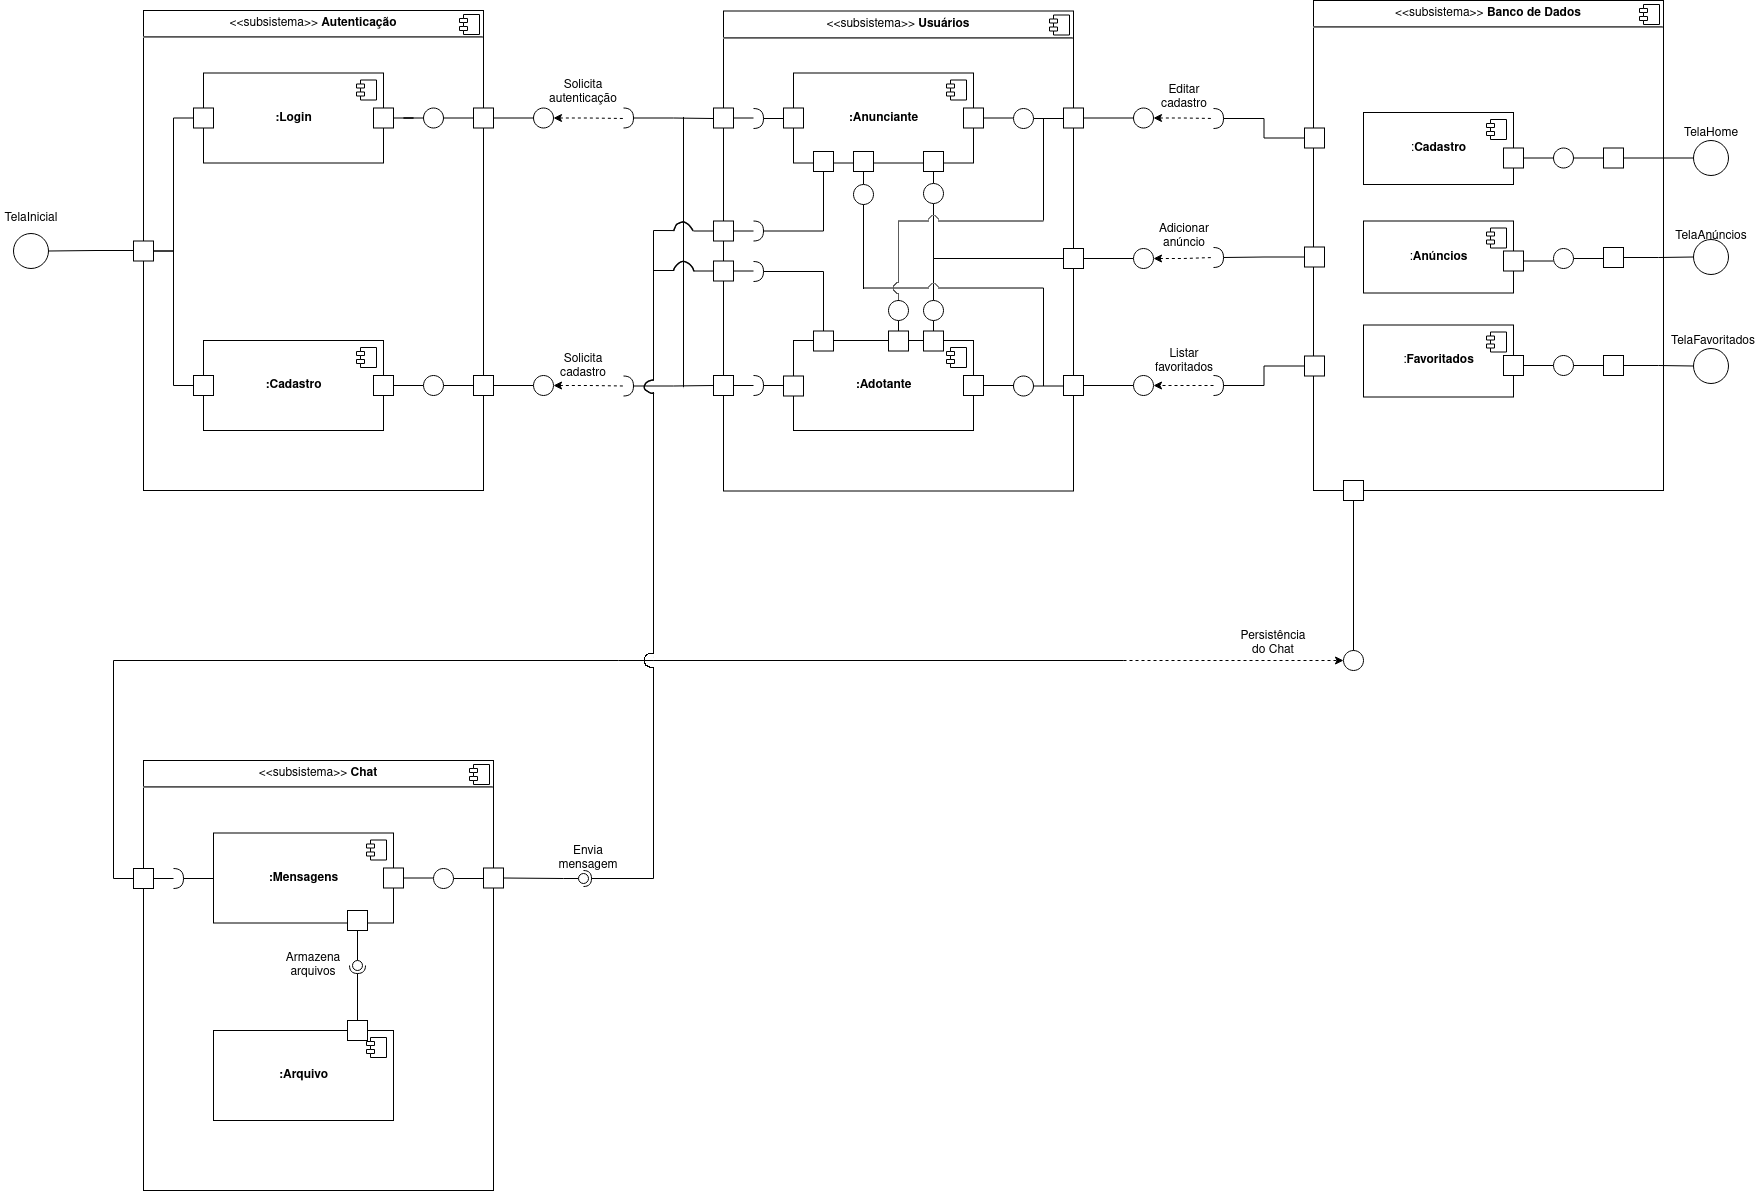 <<subsistema>> Autenticação
<<subsistema>> Usuários
<<subsistema>> Banco de Dados
:Login
Solicita
autenticação
:Anunciante
Editar
cadastro
:Cadastro
TelaHome
TelaInicial
Adicionar
anúncio
:Anúncios
TelaAnúncios
:Cadastro
Solicita
cadastro
:Adotante
Listar
favoritados
:Favoritados
TelaFavoritados
Persistência
do Chat
<<subsistema>> Chat
:Mensagens
Envia
mensagem
Armazena
arquivos
:Arquivo